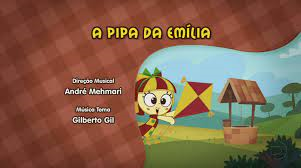 A PIPA DA EMÍLIA
Direção Musical
André Mehmari
Música Tema
Gilberto Gil